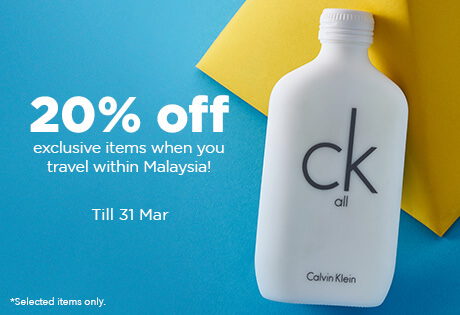 20% off
exclusive items when you
travel within Malaysia!
Till 31 Mar
*Selected items only.
ck
all
Calvin Klein